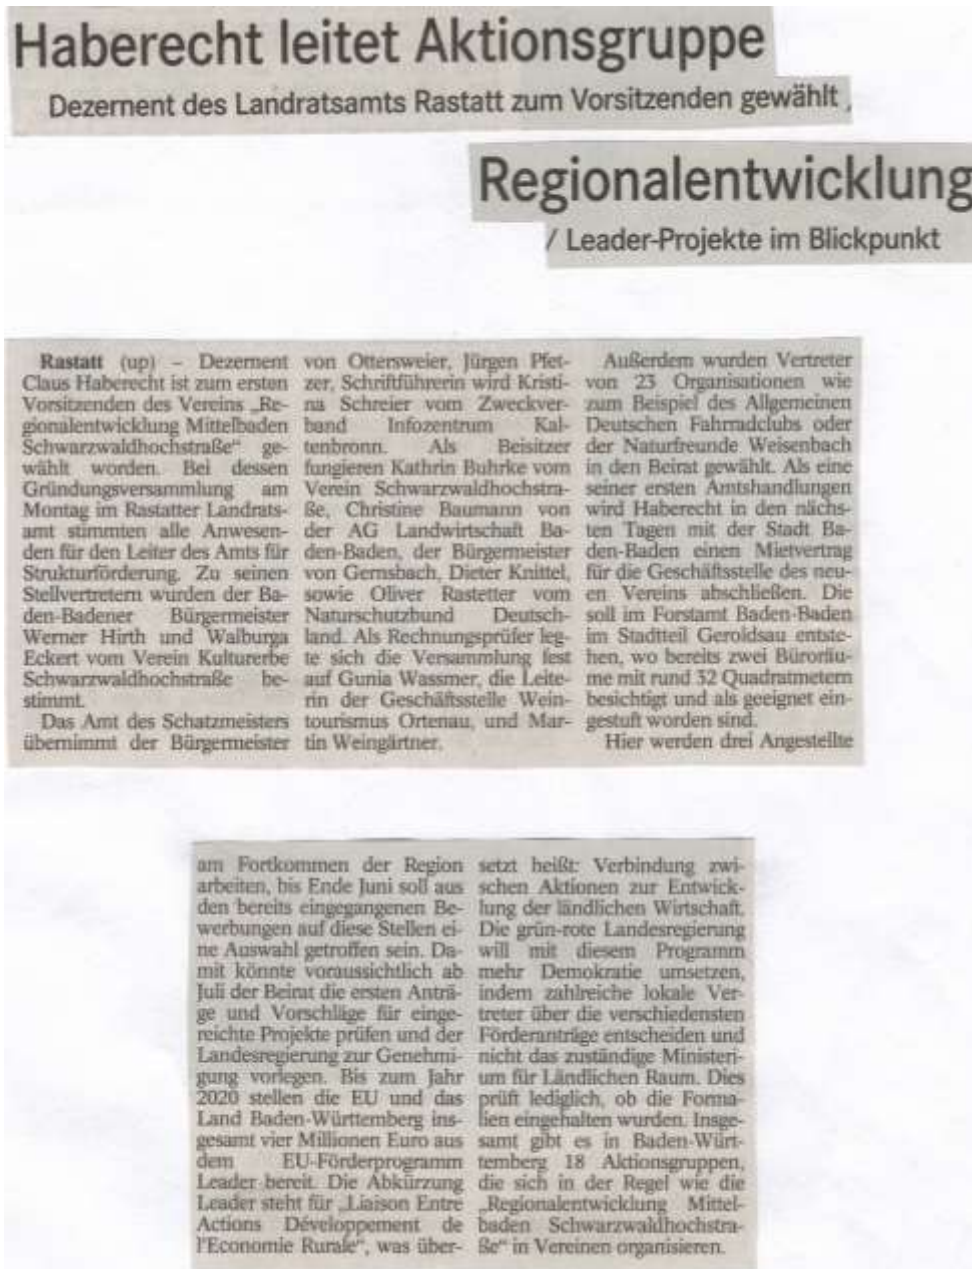 Haberecht leitet Aktionsgruppe
Dezernent des Landratsamts Rastatt zum Vorsitzenden gewählt
Regionalentwicklung
/ Leader-Projekte im Blickpunkt
Rastatt (up) – Dezernent
Claus Haberecht ist zum ersten
Vorsitzenden des Vereins „Re-
gionalentwicklung Mittelbaden
Schwarzwaldhochstraße“ ge-
wählt worden. Bei dessen
Gründungsversammlung am
Montag im Rastatter Landrats-
amt stimmten alle Anwesen-
den für den Leiter des Amts für
Strukturförderung. Zu seinen
Stellvertretern wurden der Ba-
den-Badener Bürgermeister
Werner Hirth und Walburga
Eckert vom Verein Kulturerbe
Schwarzwaldhochstraße be-
stimmt.
Das Amt des Schatzmeisters
übernimmt der Bürgermeister
von Ottersweier, Jürgen Pfet-
zer, Schriftführerin wird Kristi-
na Schreier vom Zweckver-
band Infozentrum Kal-
tenbronn. Als Beisitzer
fungieren Kathrin Buhrke vom
Verein Schwarzwaldhochstra-
ße, Christine Baumann von
der AG Landwirtschaft Ba-
den-Baden, der Bürgermeister
von Gernsbach, Dieter Knittel,
sowie Oliver Rastetter vom
Naturschutzbund Deutsch-
land. Als Rechnungsprüfer leg-
te sich die Versammlung fest
auf Gunia Wassmer, die Leite-
rin der Geschäftsstelle Wein-
tourismus Ortenau, und Mar-
tin Weingärtner.
Außerdem wurden Vertreter
von 23 Organisationen wie
zum Beispiel des Allgemeinen
Deutschen Fahrradclubs oder
der Naturfreunde Weisenbach
in den Beirat gewählt. Als eine
seiner ersten Amtshandlungen
wird Haberecht in den nächs-
ten Tagen mit der Stadt Ba-
den-Baden einen Mietvertrag
für die Geschäftsstelle des neu-
en Vereins abschließen. Die
soll im Forstamt Baden-Baden
im Stadtteil Geroldsau entste-
hen, wo bereits zwei Büroräu-
me mit rund 32 Quadratmetern
besichtigt und als geeignet ein-
gestuft worden sind.
Hier werden drei Angestellte
am Fortkommen der Region
arbeiten, bis Ende Juni soll aus
den bereits eingegangenen Be-
werbungen auf diese Stellen ei-
ne Auswahl getroffen sein. Da-
mit könnte voraussichtlich ab
Juli der Beirat die ersten Anträ-
ge und Vorschläge für einge-
reichte Projekte prüfen und der
Landesregierung zur Genehmi-
gung vorlegen. Bis zum Jahr
2020 stellen die EU und das
Land Baden-Württemberg ins-
gesamt vier Millionen Euro aus
dem EU-Förderprogramm
Leader bereit. Die Abkürzung
Leader steht für „Liaison Entre
Actions Développement de
l'Economie Rurale“, was über-
setzt heißt: Verbindung zwi-
schen Aktionen zur Entwick-
lung der ländlichen Wirtschaft.
Die grün-rote Landesregierung
will mit diesem Programm
mehr Demokratie umsetzen,
indem zahlreiche lokale Ver-
treter über die verschiedensten
Förderanträge entscheiden und
nicht das zuständige Ministeri-
um für Ländlichen Raum. Dies
prüft lediglich, ob die Forma-
lien eingehalten wurden. Insge-
samt gibt es in Baden-Würt-
temberg 18 Aktionsgruppen,
die sich in der Regel wie die
„Regionalentwicklung Mittel-
baden Schwarzwaldhochstra-
ße“ in Vereinen organisieren.